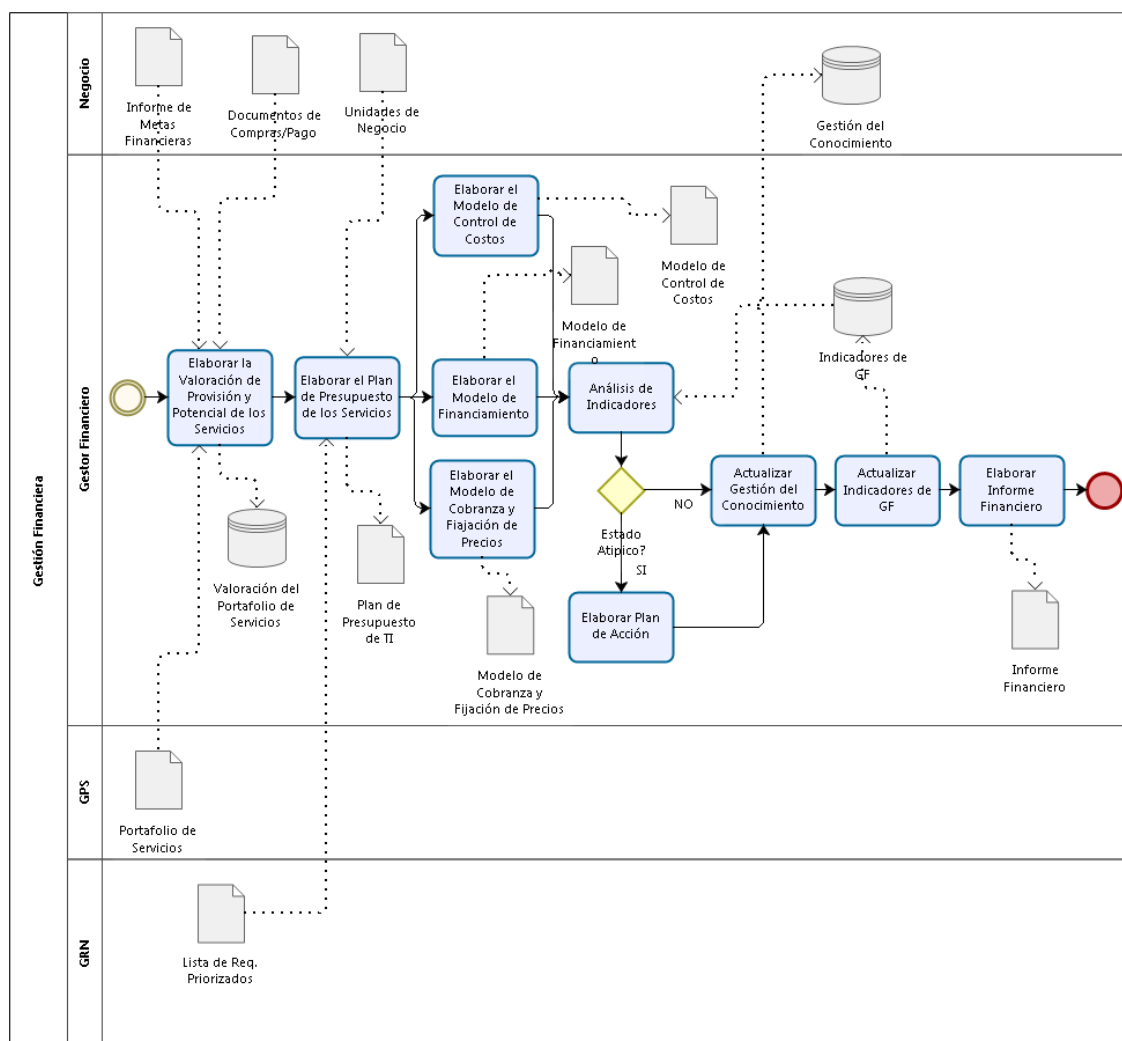 Gestión Financiera
Negocio
Informe de
Metas
Financieras
Documentos de
Compras/Pago
Unidades de
Negocio
Gestión del
Conocimiento
Gestor Financiero
Elaborar el
Modelo de
Control de
Costos
Modelo de
Control de
Costos
Modelo de
Financiamient
o
Indicadores de
GF
Elaborar la
Valoración de
Provisión y
Potencial de los
Servicios
Elaborar el Plan
de Presupuesto
de los Servicios
Elaborar el
Modelo de
Financiamiento
Análisis de
Indicadores
Elaborar el
Modelo de
Cobranza y
Fiajación de
Precios
Estado
Atipico?
NO
SI
Actualizar
Gestión del
Conocimiento
Actualizar
Indicadores de
GF
Elaborar
Informe
Financiero
Valoración del
Portafolio de
Servicios
Plan de
Presupuesto
de TI
Modelo de
Cobranza y
Fijación de Precios
Elaborar Plan
de Acción
Informe
Financiero
GPS
Portafolio de
Servicios
GRN
Lista de Req.
Priorizados